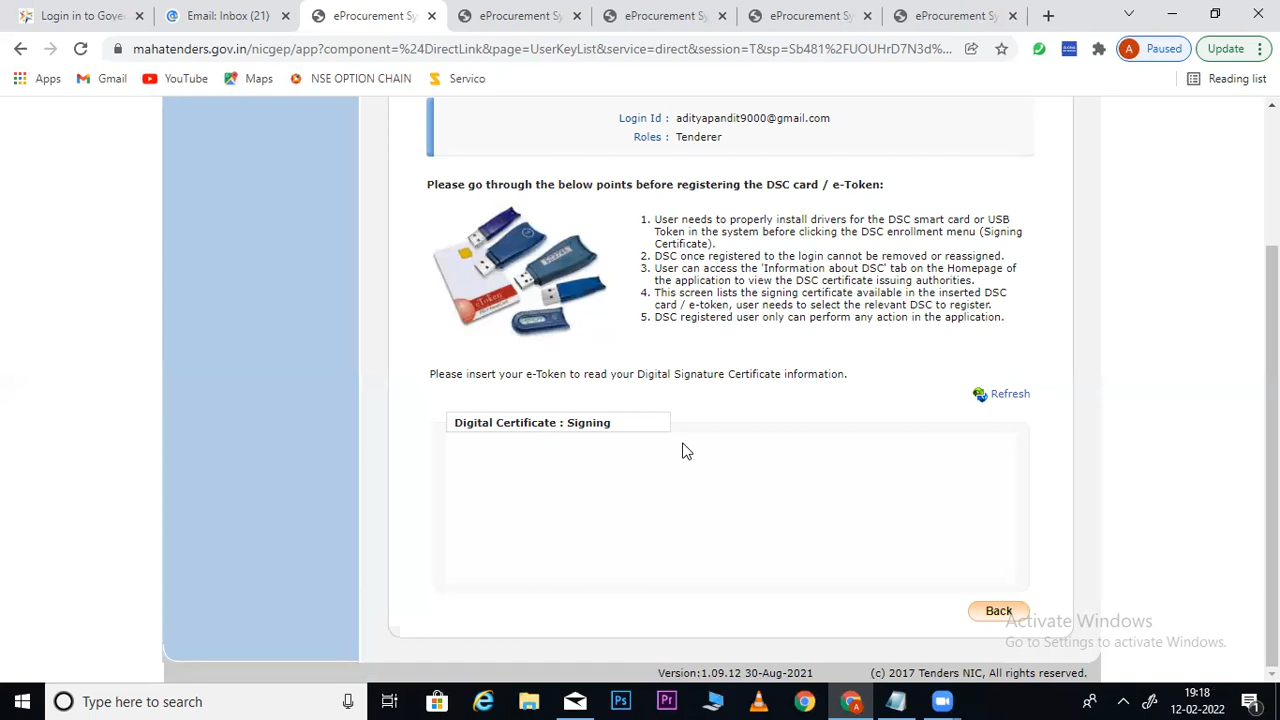 Login in to Gove
Email: Inbox (21)
eProcurement Sy
eProcurement Sy
eProcurement Sy
eProcurement Sy
eProcurement Sy
mahatenders.gov.in/nicgep/app?component=%24DirectLink&page=UserKeyList&service=direct&session=T&sp=Sb481%2FUOUHrD7N3d%...
A Paused
Update
Apps
Gmail
YouTube
Maps
NSE OPTION CHAIN
Servico
Reading list
Login Id : adityapandit9000@gmail.com
Roles : Tenderer
Please go through the below points before registering the DSC card / e-Token:
1. User needs to properly install drivers for the DSC smart card or USB
Token in the system before clicking the DSC enrollment menu (Signing
Certificate).
2. DSC once registered to the login cannot be removed or reassigned.
3. User can access the 'Information about DSC' tab on the Homepage of
the application to view the DSC certificate issuing authorities.
4. This screen lists the signing certificate available in the inserted DSC
card / e-token, user needs to select the relevant DSC to register.
5. DSC registered user only can perform any action in the application.
eToken
Please insert your e-Token to read your Digital Signature Certificate information.
Refresh
Digital Certificate : Signing
Back
Activate Windows
Go to Settings to activate Windows.
Version:1.09.12 30-Aug-2021
(c) 2017 Tenders NIC, All rights reserved.
Type here to search
Ps
Pr
A
19:18
12-02-2022
1